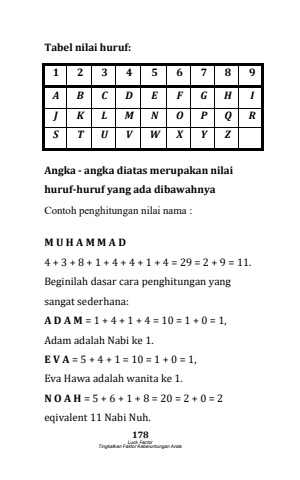 Tabel nilai huruf:
1 2 3 4 5 6 7 8 9
A B C D E F G H I
J K L M N O P Q R
S T U V W X Y Z
Angka - angka diatas merupakan nilai
huruf-huruf yang ada dibawahnya
Contoh penghitungan nilai nama :
M U H A M M A D
4 + 3 + 8 + 1 + 4 + 4 + 1 + 4 = 29 = 2 + 9 = 11.
Beginilah dasar cara penghitungan yang
sangat sederhana:
A D A M = 1 + 4 + 1 + 4 = 10 = 1 + 0 = 1,
Adam adalah Nabi ke 1.
E V A = 5 + 4 + 1 = 10 = 1 + 0 = 1,
Eva Hawa adalah wanita ke 1.
N O A H = 5 + 6 + 1 + 8 = 20 = 2 + 0 = 2
eqivalent 11 Nabi Nuh.
178
Luck Factor
Tingkatkan Faktor Keberuntungan Anda